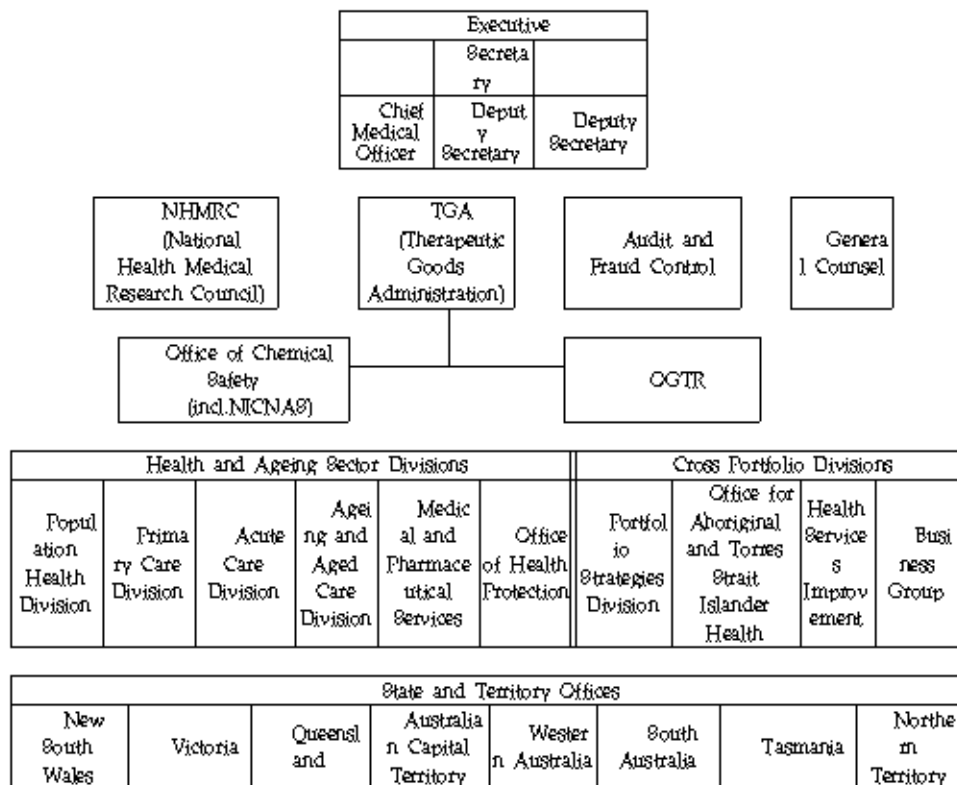 Executive
Secreta
ry
Chief
Medical
Officer
Deput
y
Secretary
Deputy
Secretary
NHMRC
(National
Health Medical
Research Council)
TGA
(Therapeutic
Goods
Administration)
Audit and
Fraud Control
Genera
l Counsel
Office of Chemical
Safety
(incl.NICNAS)
OGTR
Health and Ageing Sector Divisions
Cross Portfolio Divisions
Popul
ation
Health
Division
Prima
ry Care
Division
Acute
Care
Division
Agei
ng and
Aged
Care
Division
Medic
al and
Pharmace
utical
Services
Office
of Health
Protection
Portfol
io
Strategies
Division
Office for
Aboriginal
and Torres
Strait
Islander
Health
Health
Service
s
Improv
ement
Busi
ness
Group
State and Territory Offices
New
South
Wales
Victoria
Queensl
and
Australia
n Capital
Territory
Wester
n Australia
South
Australia
Tasmania
Northe
rn
Territory